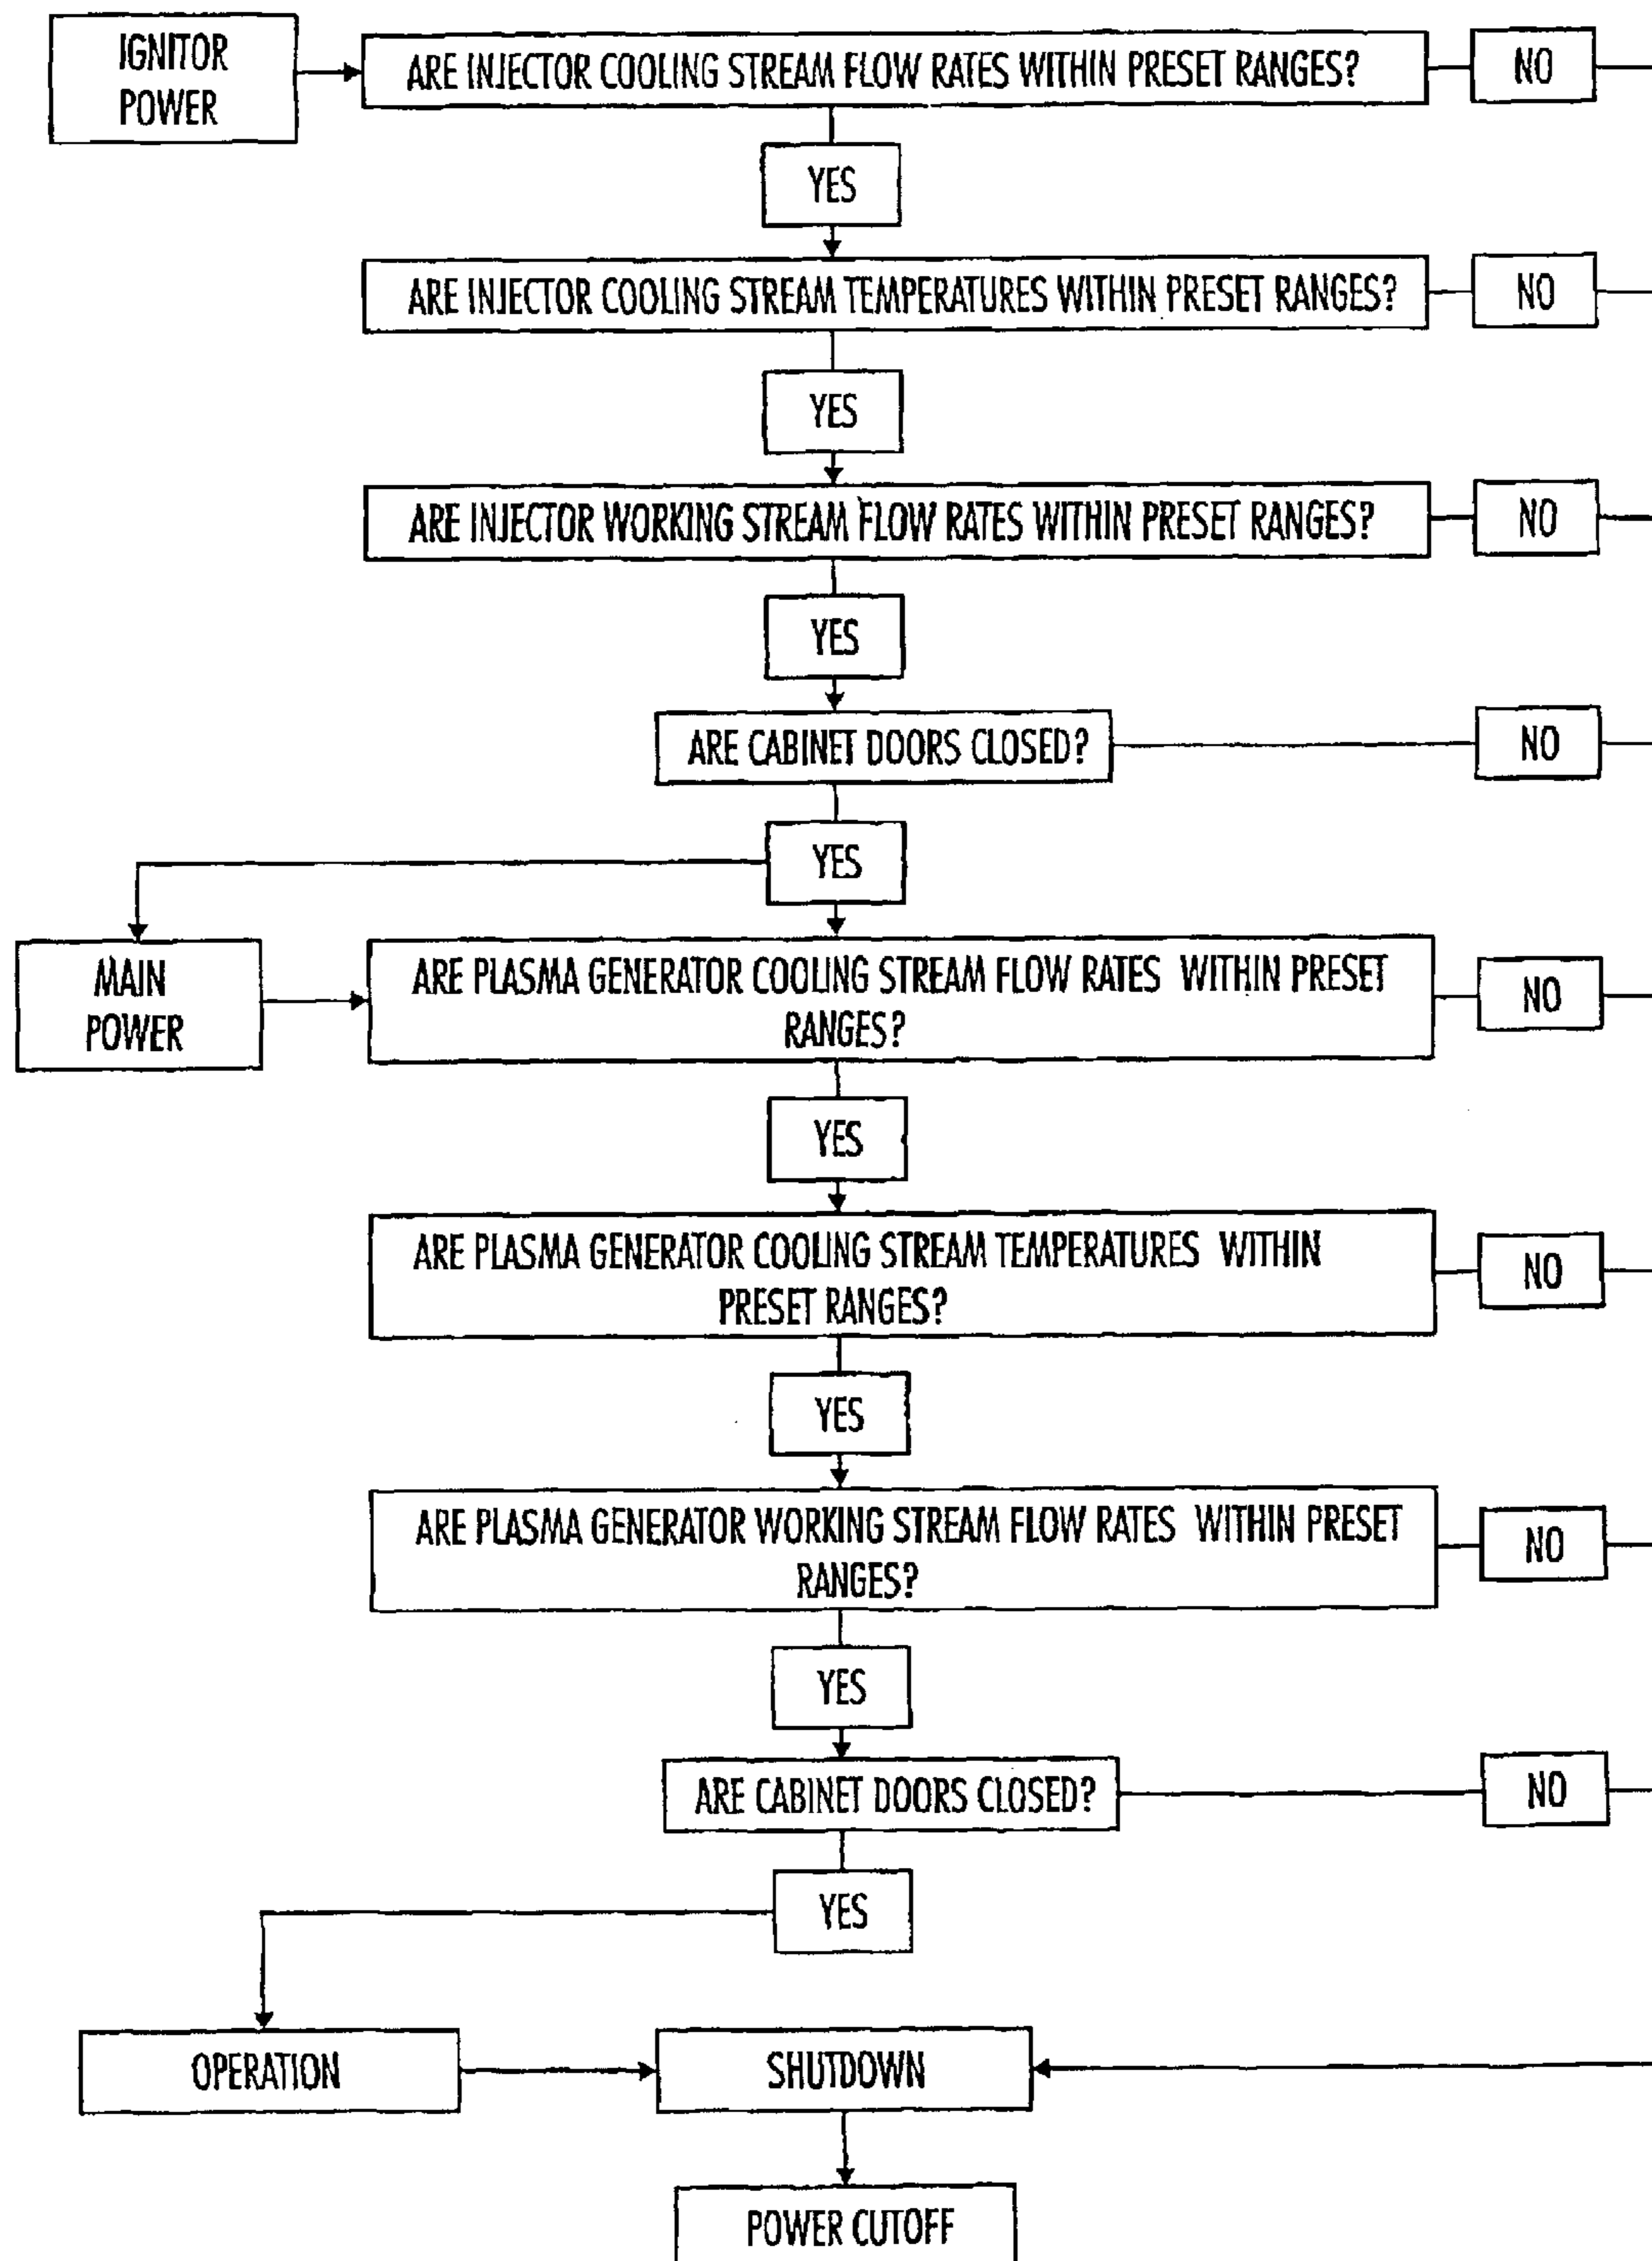 IGNITOR
POWER
ARE INJECTOR COOLING STREAM FLOW RATES WITHIN PRESET RANGES?
NO
YES
ARE INJECTOR COOLING STREAM TEMPERATURES WITHIN PRESET RANGES?
NO
YES
ARE INJECTOR WORKING STREAM FLOW RATES WITHIN PRESET RANGES?
NO
YES
ARE CABINET DOORS CLOSED?
NO
YES
MAIN
POWER
ARE PLASMA GENERATOR COOLING STREAM FLOW RATES WITHIN PRESET
RANGES?
NO
YES
ARE PLASMA GENERATOR COOLING STREAM TEMPERATURES WITHIN
PRESET RANGES?
NO
YES
ARE PLASMA GENERATOR WORKING STREAM FLOW RATES WITHIN PRESET
RANGES?
NO
YES
ARE CABINET DOORS CLOSED?
NO
YES
OPERATION
SHUTDOWN
POWER CUTOFF